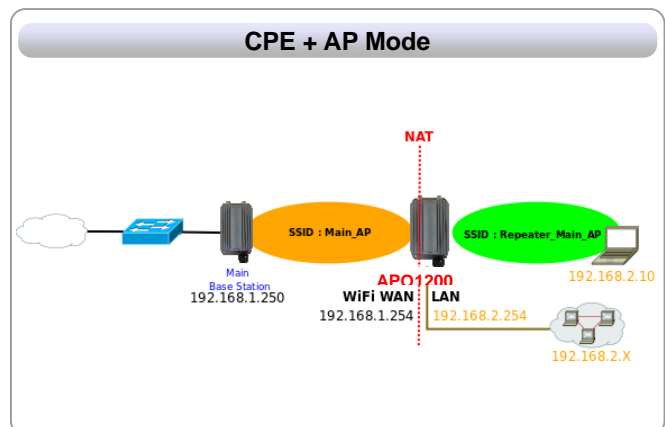 CPE + AP Mode
NAT
SSID : Main_AP
SSID : Repeater_Main_AP
Main
Base Station
192.168.1.250
APO1200
WiFi WAN
LAN
192.168.1.254
192.168.2.254
192.168.2.10
192.168.2.X